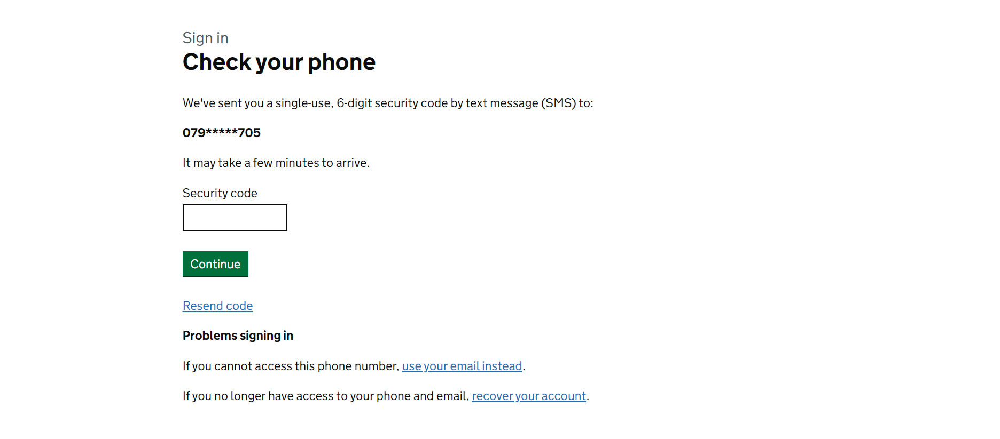 Sign in
Check your phone
We've sent you a single-use, 6-digit security code by text message (SMS) to:
079*****705
It may take a few minutes to arrive.
Security code
Continue
Resend code
Problems signing in
If you cannot access this phone number, use your email instead.
If you no longer have access to your phone and email, recover your account.